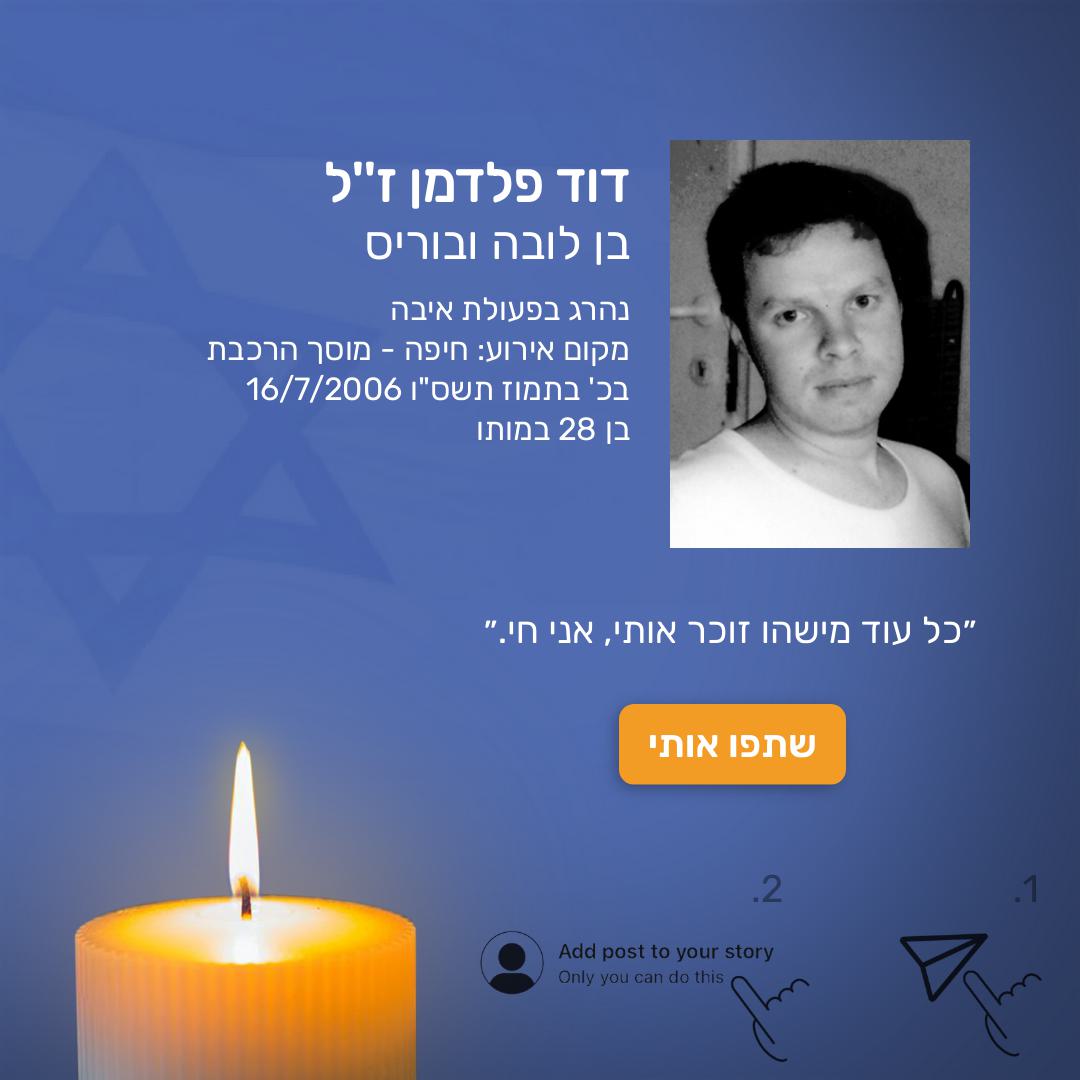 דוד פלדמן ז"ל
בן לובה ובוריס
נהרג בפעולת איבה
מקום אירוע: חיפה - מוסך הרכבת
בכ' בתמוז תשס"ו 16/7/2006
בן 28 במותו
״כל עוד מישהו זוכר אותי, אני חי.״
שתפו אותי
1.
2.
Add post to your story
Only you can do this